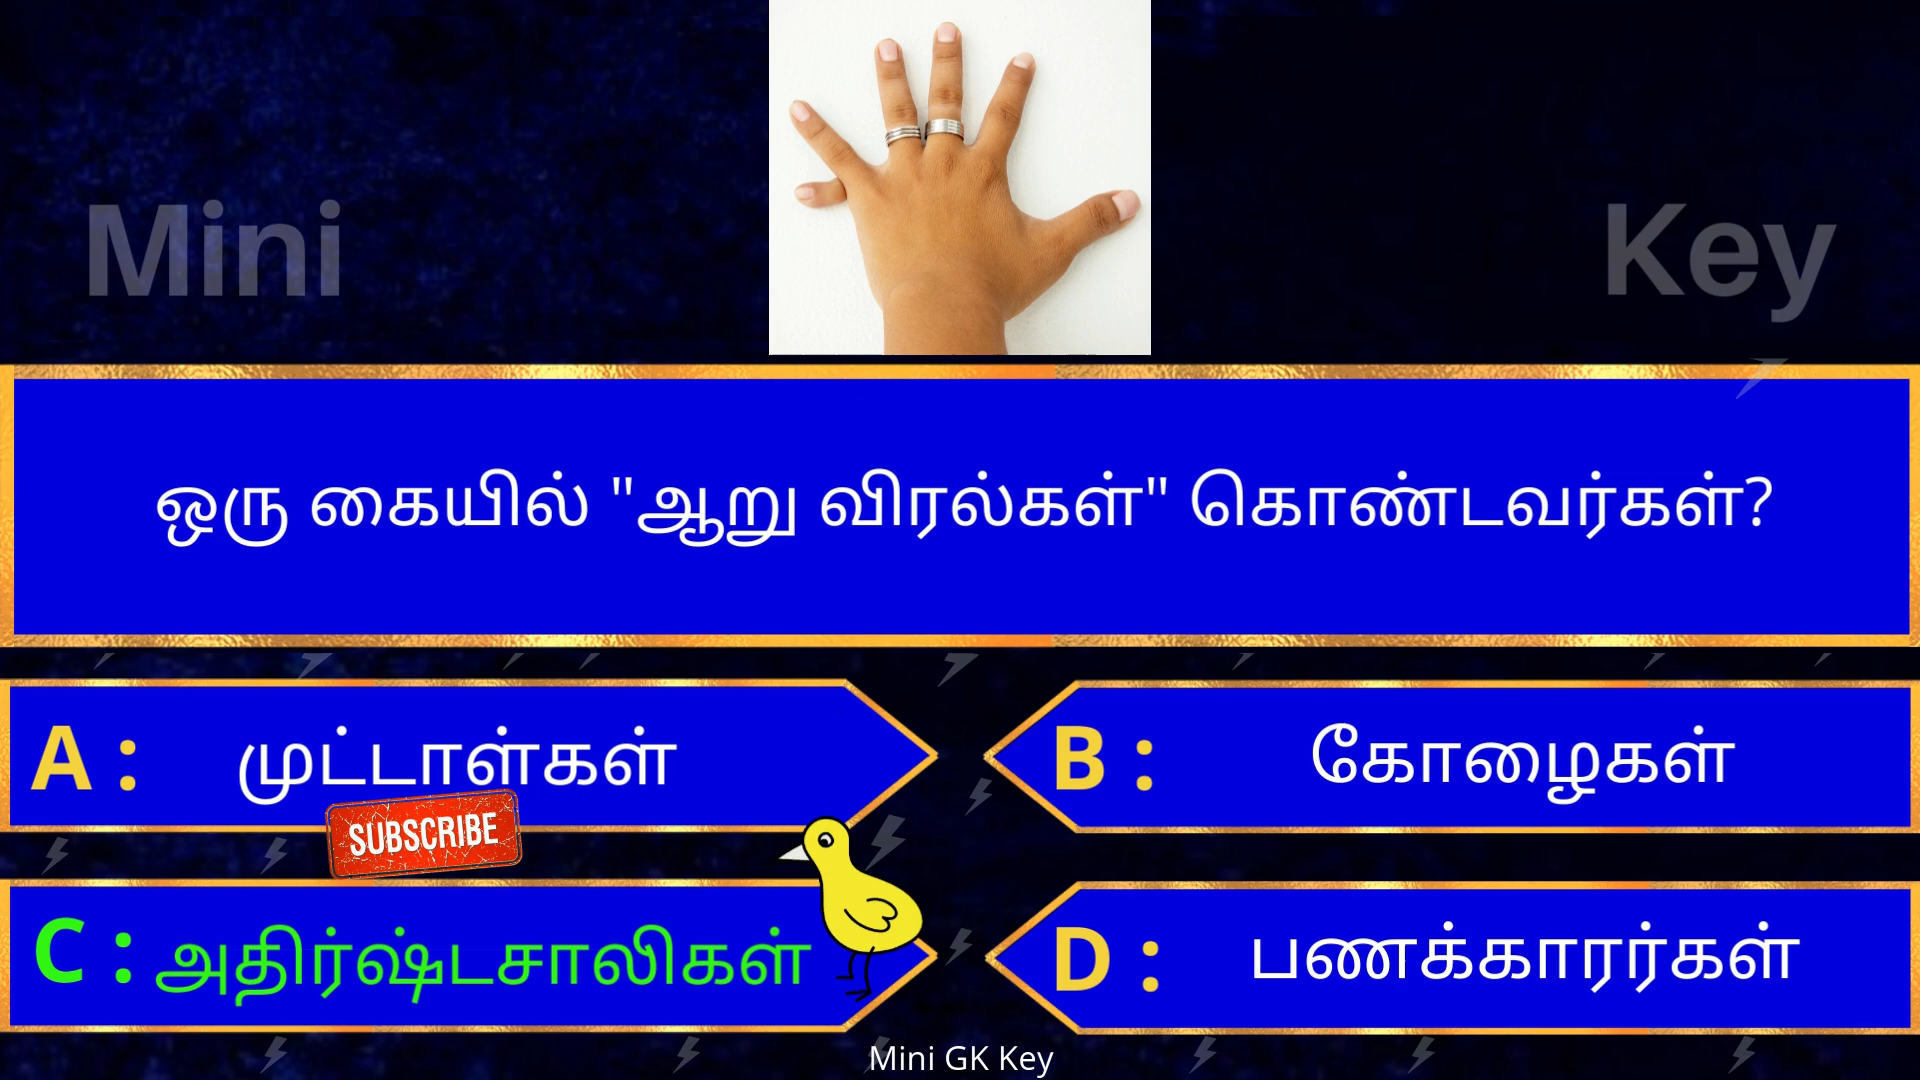 Mini
Key
ஒரு கையில் "ஆறு விரல்கள்" கொண்டவர்கள்?
A : முட்டாள்கள்
B : கோழைகள்
SUBSCRIBE
C : அதிர்ஷ்டசாலிகள்
D : பணக்காரர்கள்
Mini GK Key